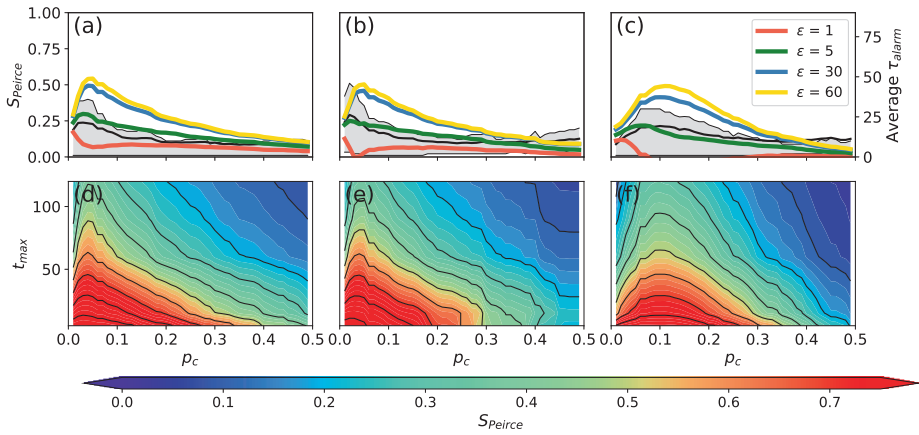 (a)
(b)
(c)
1.00
0.75
0.50
0.25
0.00
S_Peirce
ε = 1
ε = 5
ε = 30
ε = 60
75
50
25
0
Average τ_alarm
(d)
(e)
(f)
100
50
t_max
0.0 0.1 0.2 0.3 0.4 0.5
0.0 0.1 0.2 0.3 0.4 0.5
0.0 0.1 0.2 0.3 0.4 0.5
p_c
p_c
p_c
0.0 0.1 0.2 0.3 0.4 0.5 0.6 0.7
S_Peirce